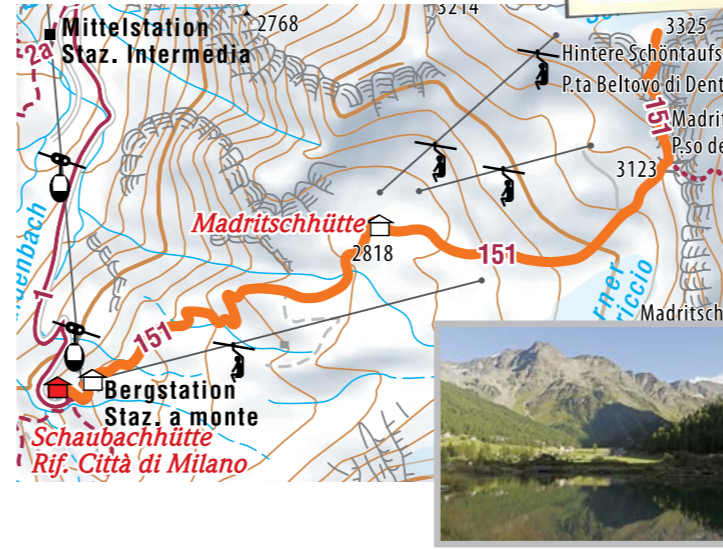 3214
Mittelstation
Staz. Intermedia
2768
2a
3325
Hintere Schöntaufs
P.ta Beltovo di Dent
151
Madrit
P.so de
3123
Madritschhütte
2818
151
denbach
1
rner
riccio
Madritsch
151
Bergstation
Staz. a monte
Schaubachhütte
Rif. Città di Milano